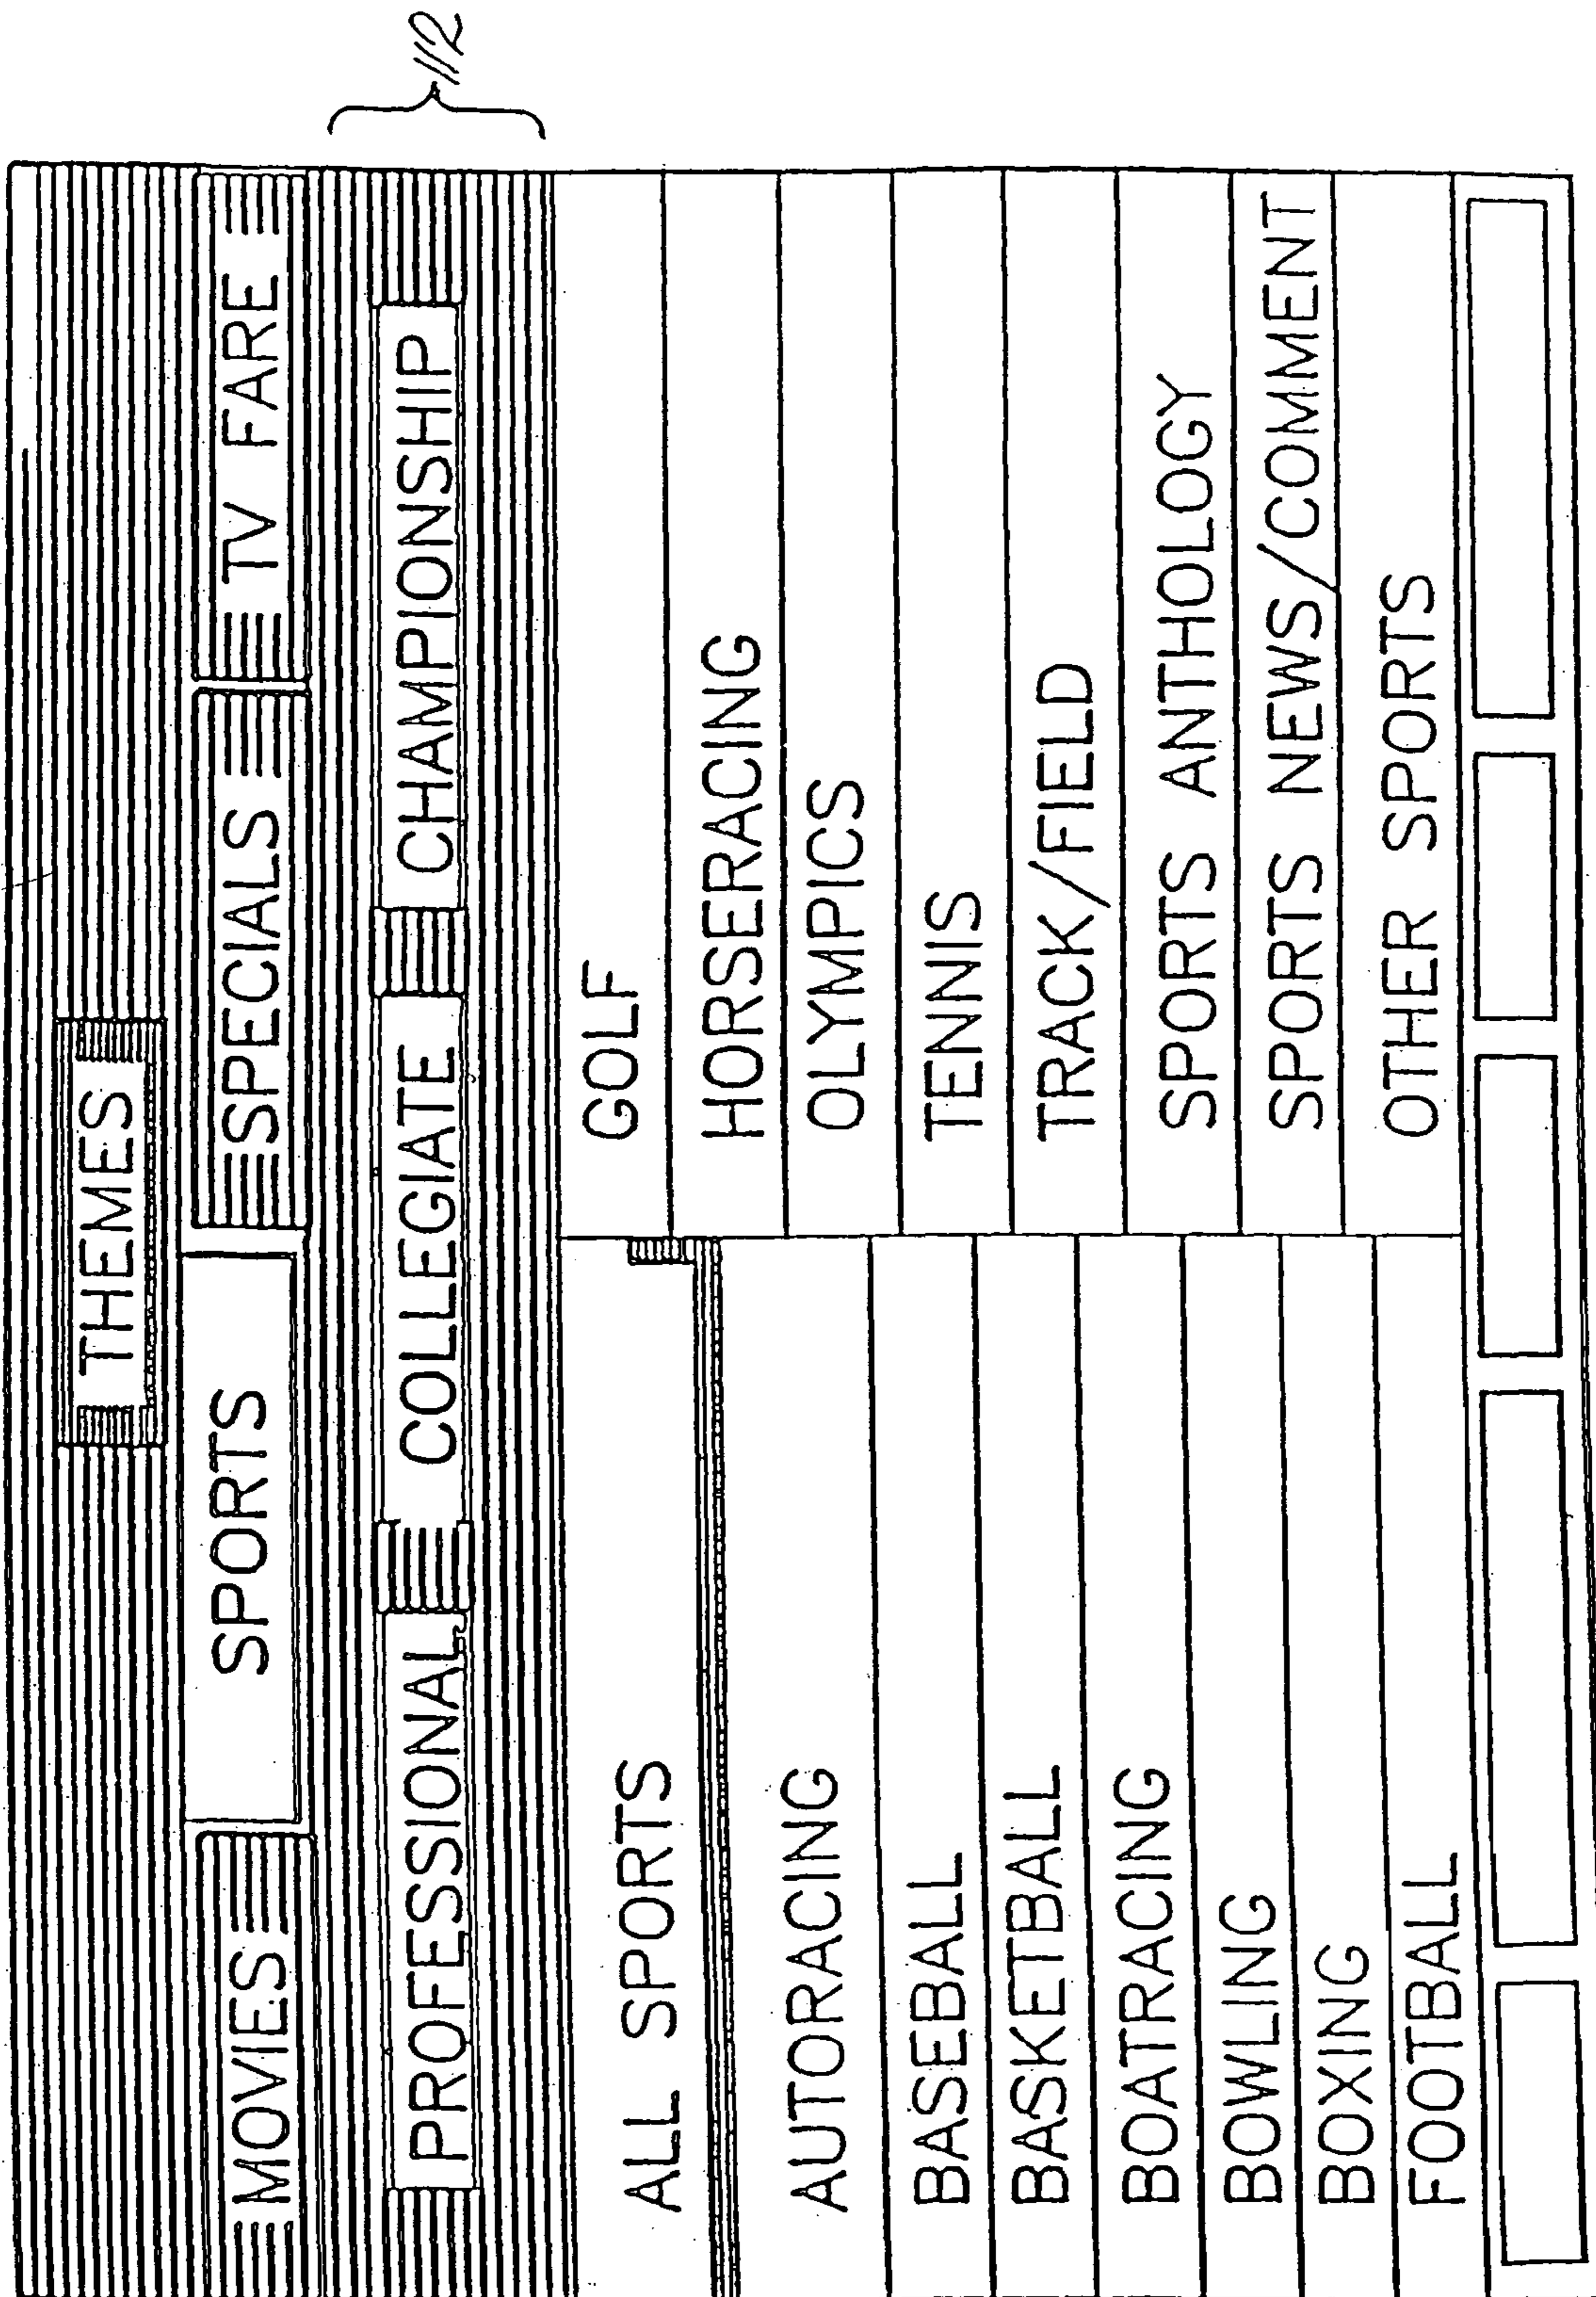 THEMES
MOVIES SPORTS SPECIALS TV FARE
PROFESSIONAL COLLEGIATE CHAMPIONSHIP
112
ALL SPORTS
AUTORACING
BASEBALL
BASKETBALL
BOATRACING
BOWLING
BOXING
FOOTBALL
GOLF
HORSERACING
OLYMPICS
TENNIS
TRACK/FIELD
SPORTS ANTHOLOGY
SPORTS NEWS/COMMENT
OTHER SPORTS